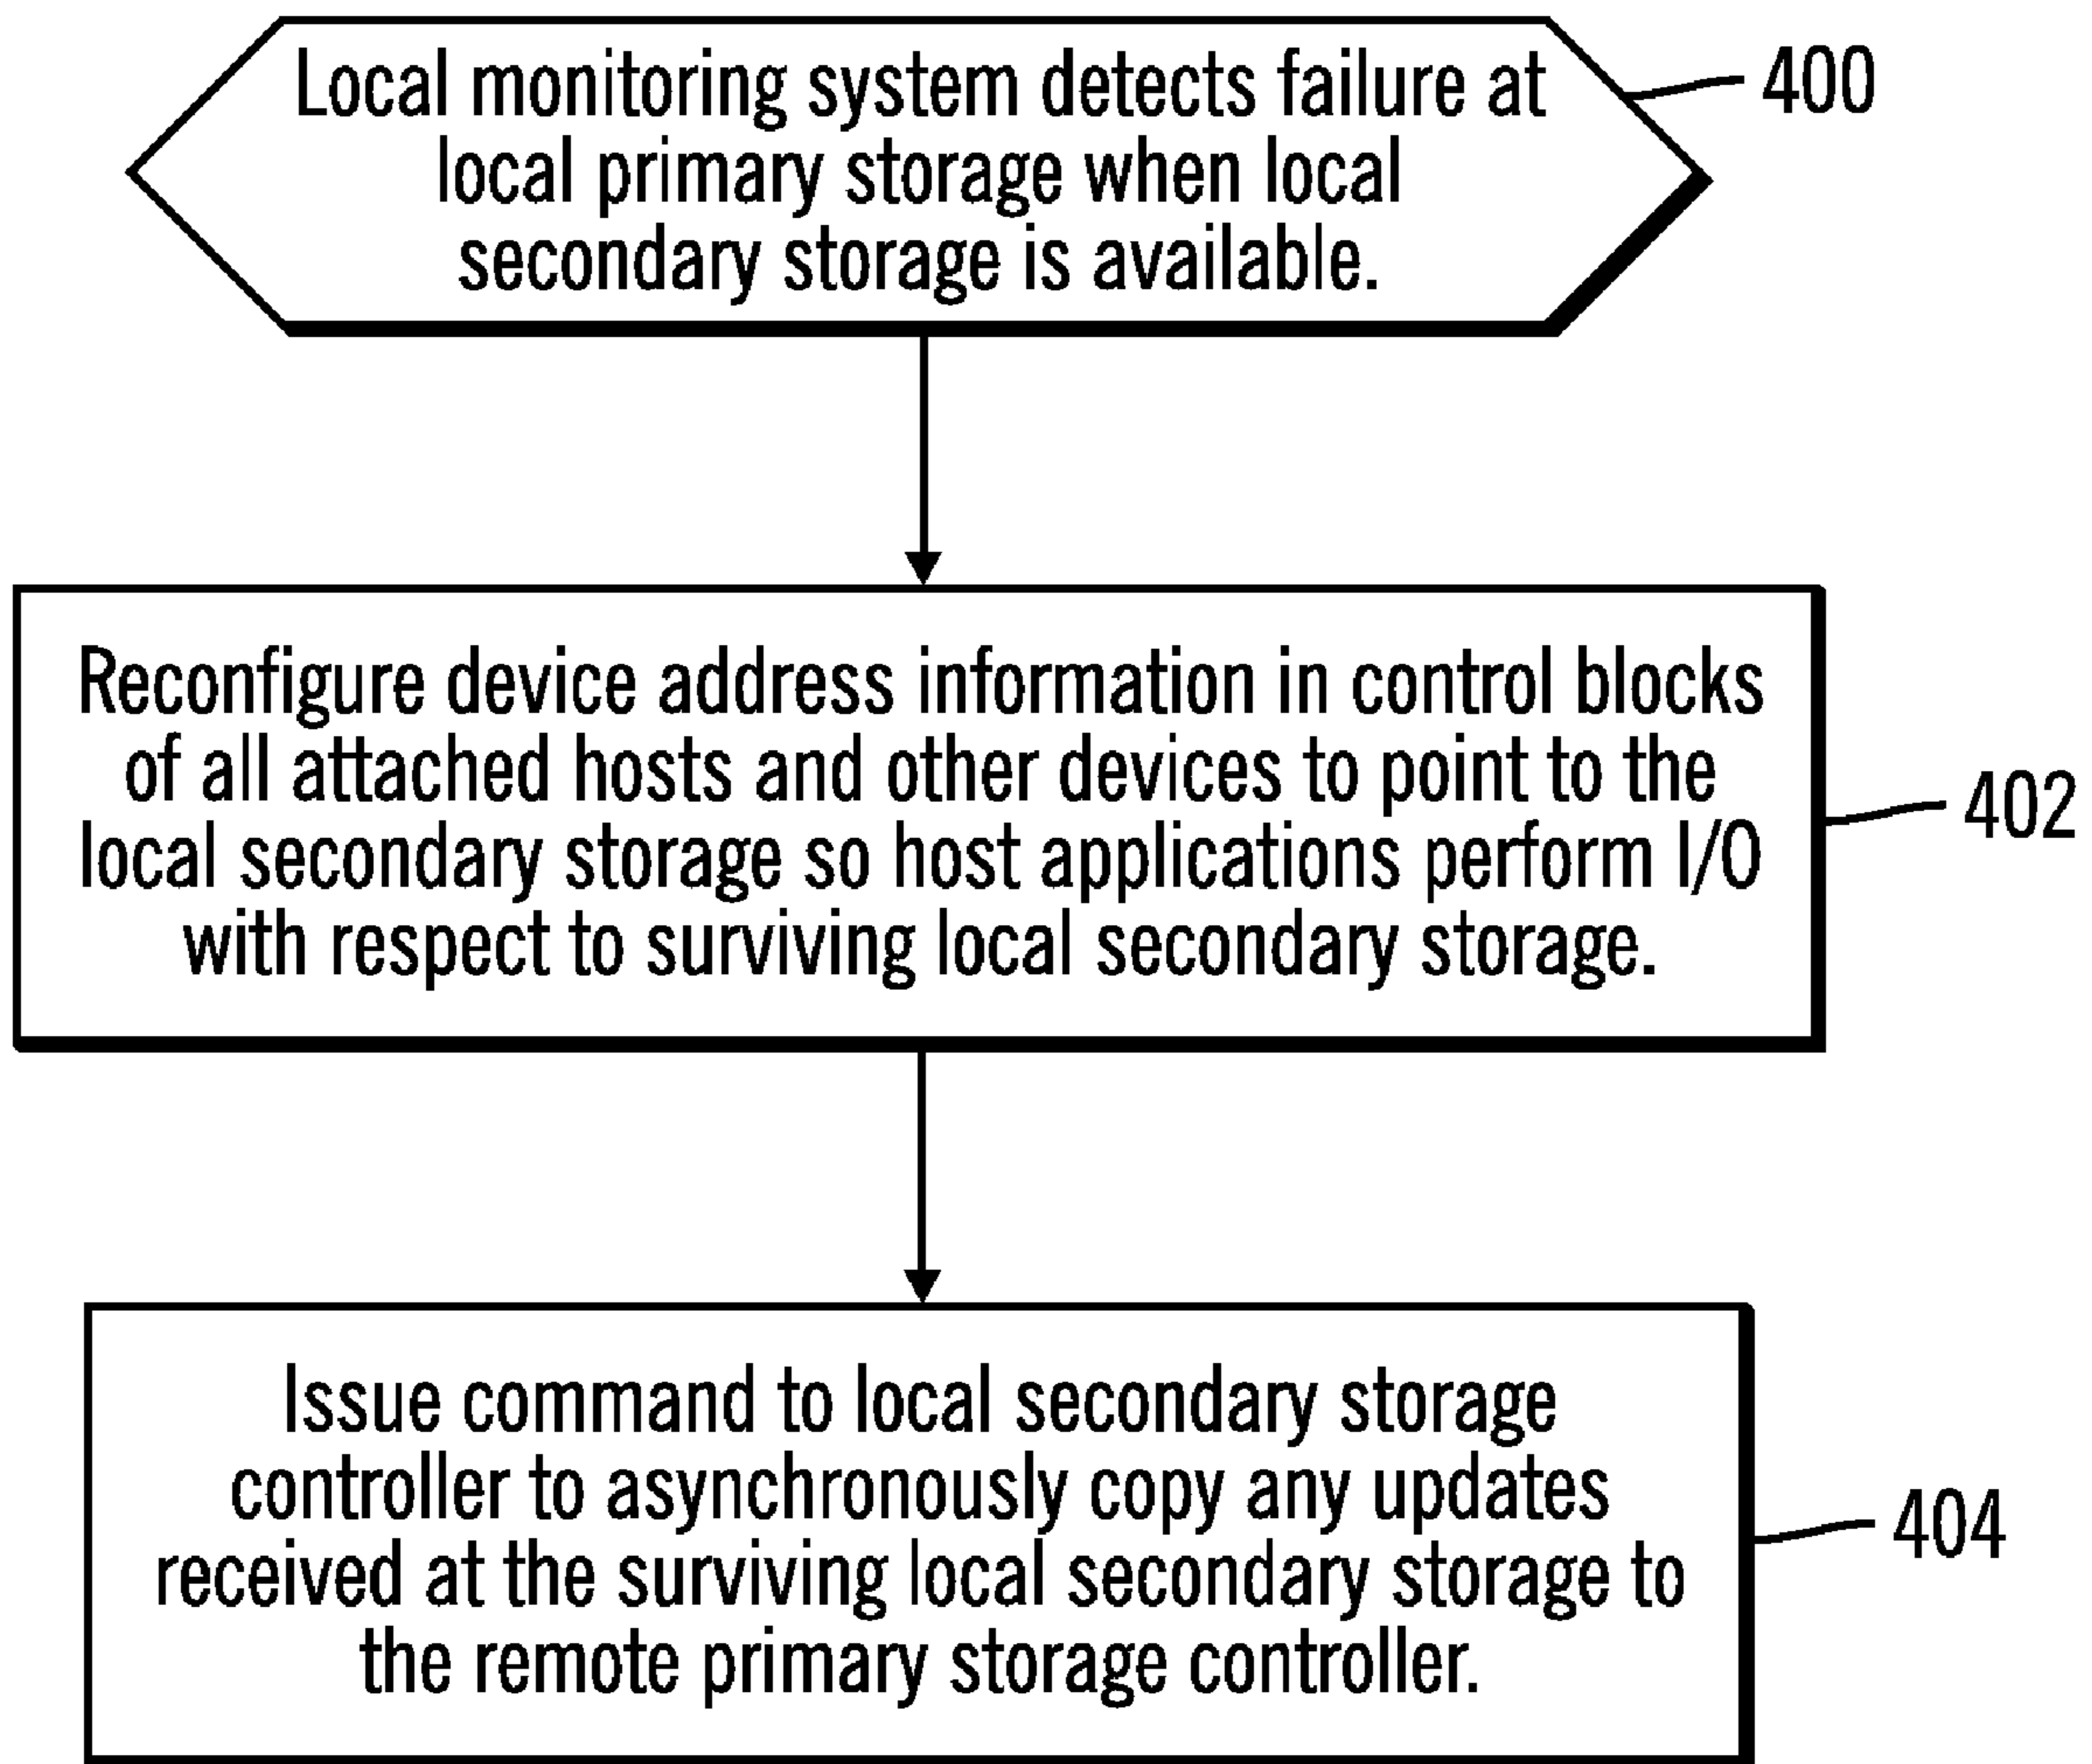 Local monitoring system detects failure at
local primary storage when local
secondary storage is available.
400
Reconfigure device address information in control blocks
of all attached hosts and other devices to point to the
local secondary storage so host applications perform I/O
with respect to surviving local secondary storage.
402
Issue command to local secondary storage
controller to asynchronously copy any updates
received at the surviving local secondary storage to
the remote primary storage controller.
404